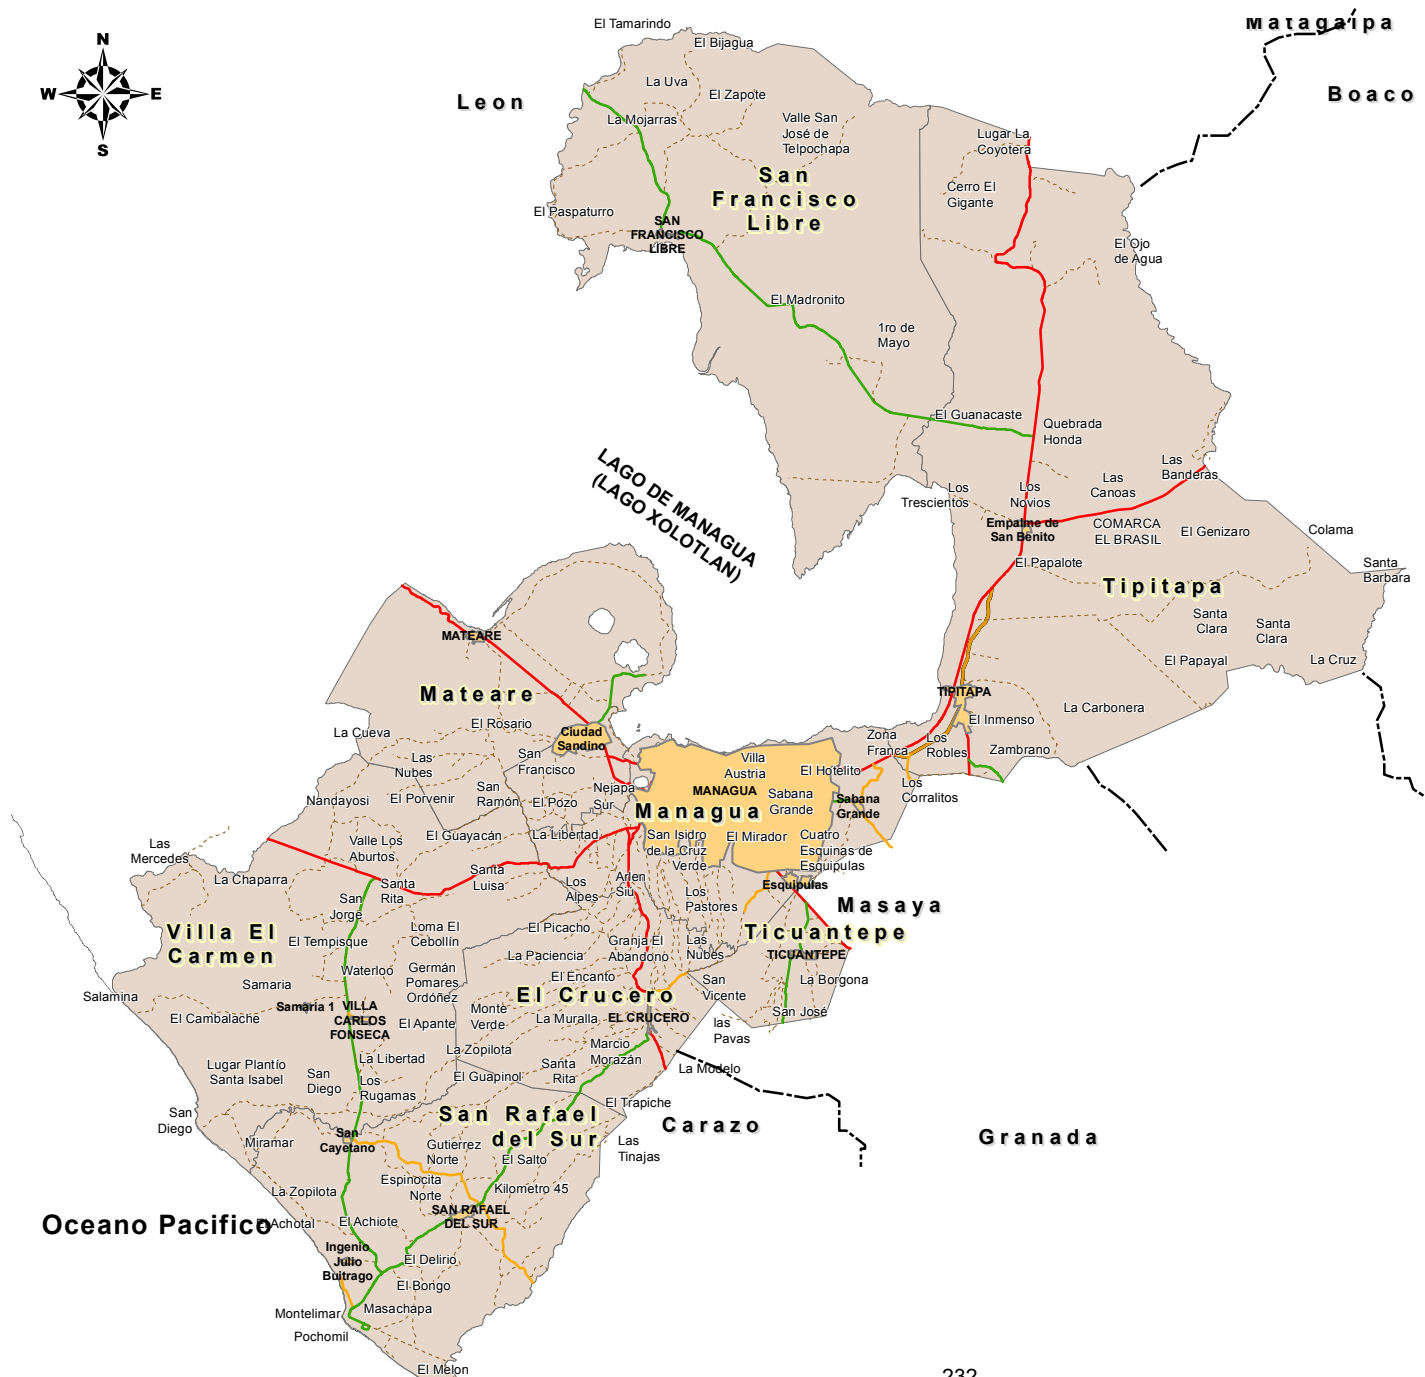 El Tamarindo
Matagalpa
N
El Bijagua
La Uva
W
E
Leon
El Zapote
Boaco
La Mojarras
Valle San
José de
Telpochapa
Lugar La
Coyotera
S
San
Francisco
Libre
Cerro El
Gigante
El Paspaturro
SAN
FRANCISCO
LIBRE
El Ojo
de Agua
El Madronito
1ro de
Mayo
El Guanacaste
Quebrada
Honda
LAGO DE MANAGUA
(LAGO XOLOTLAN)
Las
Banderas
Los
Trescientos
Los
Novios
Las
Canoas
Empalme de
San Benito
COMARCA
EL BRASIL
El Genizaro
Colama
El Papalote
Santa
Barbara
Tipitapa
Santa
Clara
Santa
Clara
MATEARE
El Papayal
La Cruz
Mateare
TIPITAPA
La Carbonera
El Rosario
El Inmenso
La Cueva
Ciudad
Sandino
Zona
Franca
Los
Robles
Zambrano
Las
Nubes
San
Francisco
Villa
Austria
El Hotelito
San
Ramón
Nejapa
Sur
MANAGUA
Sabana
Grande
Los
Corralitos
Nandayosi
El Porvenir
El Pozo
Managua
Sabana
Grande
El Guayacán
La Libertad
San Isidro
de la Cruz
Verde
El Mirador
Cuatro
Esquinas de
Esquipulas
Las
Mercedes
Valle Los
Aburtos
La Chaparra
Santa
Rita
Santa
Luisa
Los
Alpes
Arlen
Siu
Esquipulas
San
Jorge
Los
Pastores
Masaya
Villa El
Carmen
Loma El
Cebollín
El Picacho
Ticuantepe
El Tempisque
Granja El
Abandono
Las
Nubes
La Paciencia
TICUANTEPE
Waterloo
Germán
Pomares
Ordóñez
El Encanto
San
Vicente
La Borgona
Samaria
Salamina
El Crucero
Samaria 1
VILLA
CARLOS
FONSECA
Monte
Verde
San José
El Cambalache
El Apante
La Muralla
EL CRUCERO
las
Pavas
La Zopilota
Marcio
Morazán
La Libertad
Lugar Plantío
Santa Isabel
San
Diego
Los
Rugamas
El Guapinol
Santa
Rita
La Modelo
El Trapiche
San
Diego
San Rafael
del Sur
Carazo
Granada
Miramar
San
Cayetano
Gutierrez
Norte
Las
Tinajas
El Salto
La Zopilota
Espinocita
Norte
Kilometro 45
SAN RAFAEL
DEL SUR
Oceano Pacifico
El Achotal
El Achiote
Ingenio
Julio
Buitrago
El Delirio
El Bongo
Montelimar
Masachapa
Pochomil
El Melon
232